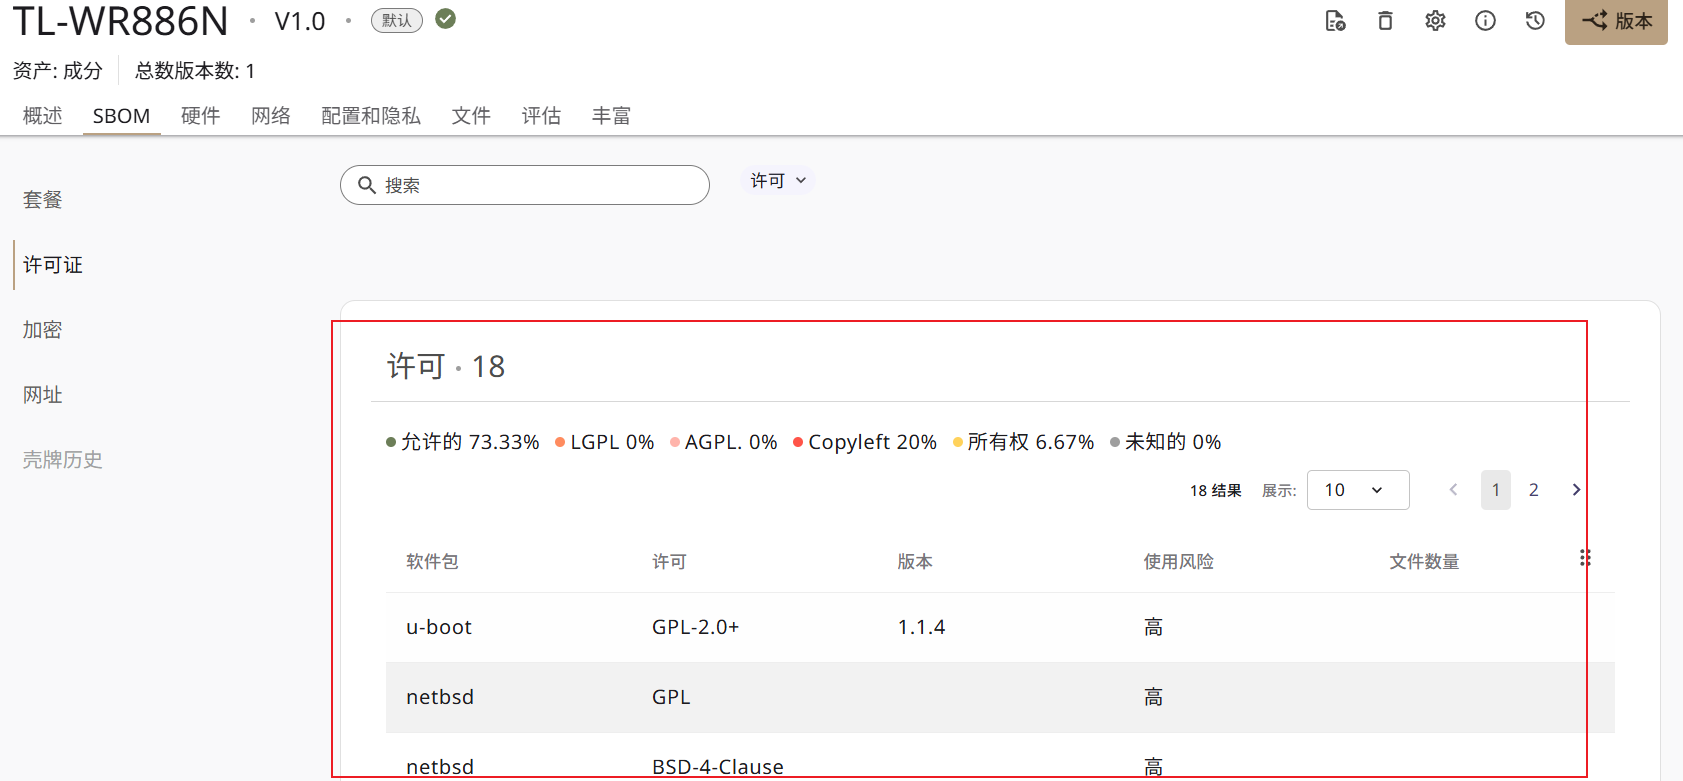 TL-WR886N • V1.0 • 默认
版本
资产: 成分 总数版本数: 1
概述 SBOM 硬件 网络 配置和隐私 文件 评估 丰富
搜索
许可
套餐
许可证
加密
网址
壳牌历史
许可 • 18
允许的 73.33% LGPL 0% AGPL. 0% Copyleft 20% 所有权 6.67% 未知的 0%
18 结果 展示: 10 1 2
软件包 许可 版本 使用风险 文件数量
u-boot GPL-2.0+ 1.1.4 高
netbsd GPL 高
netbsd BSD-4-Clause 高